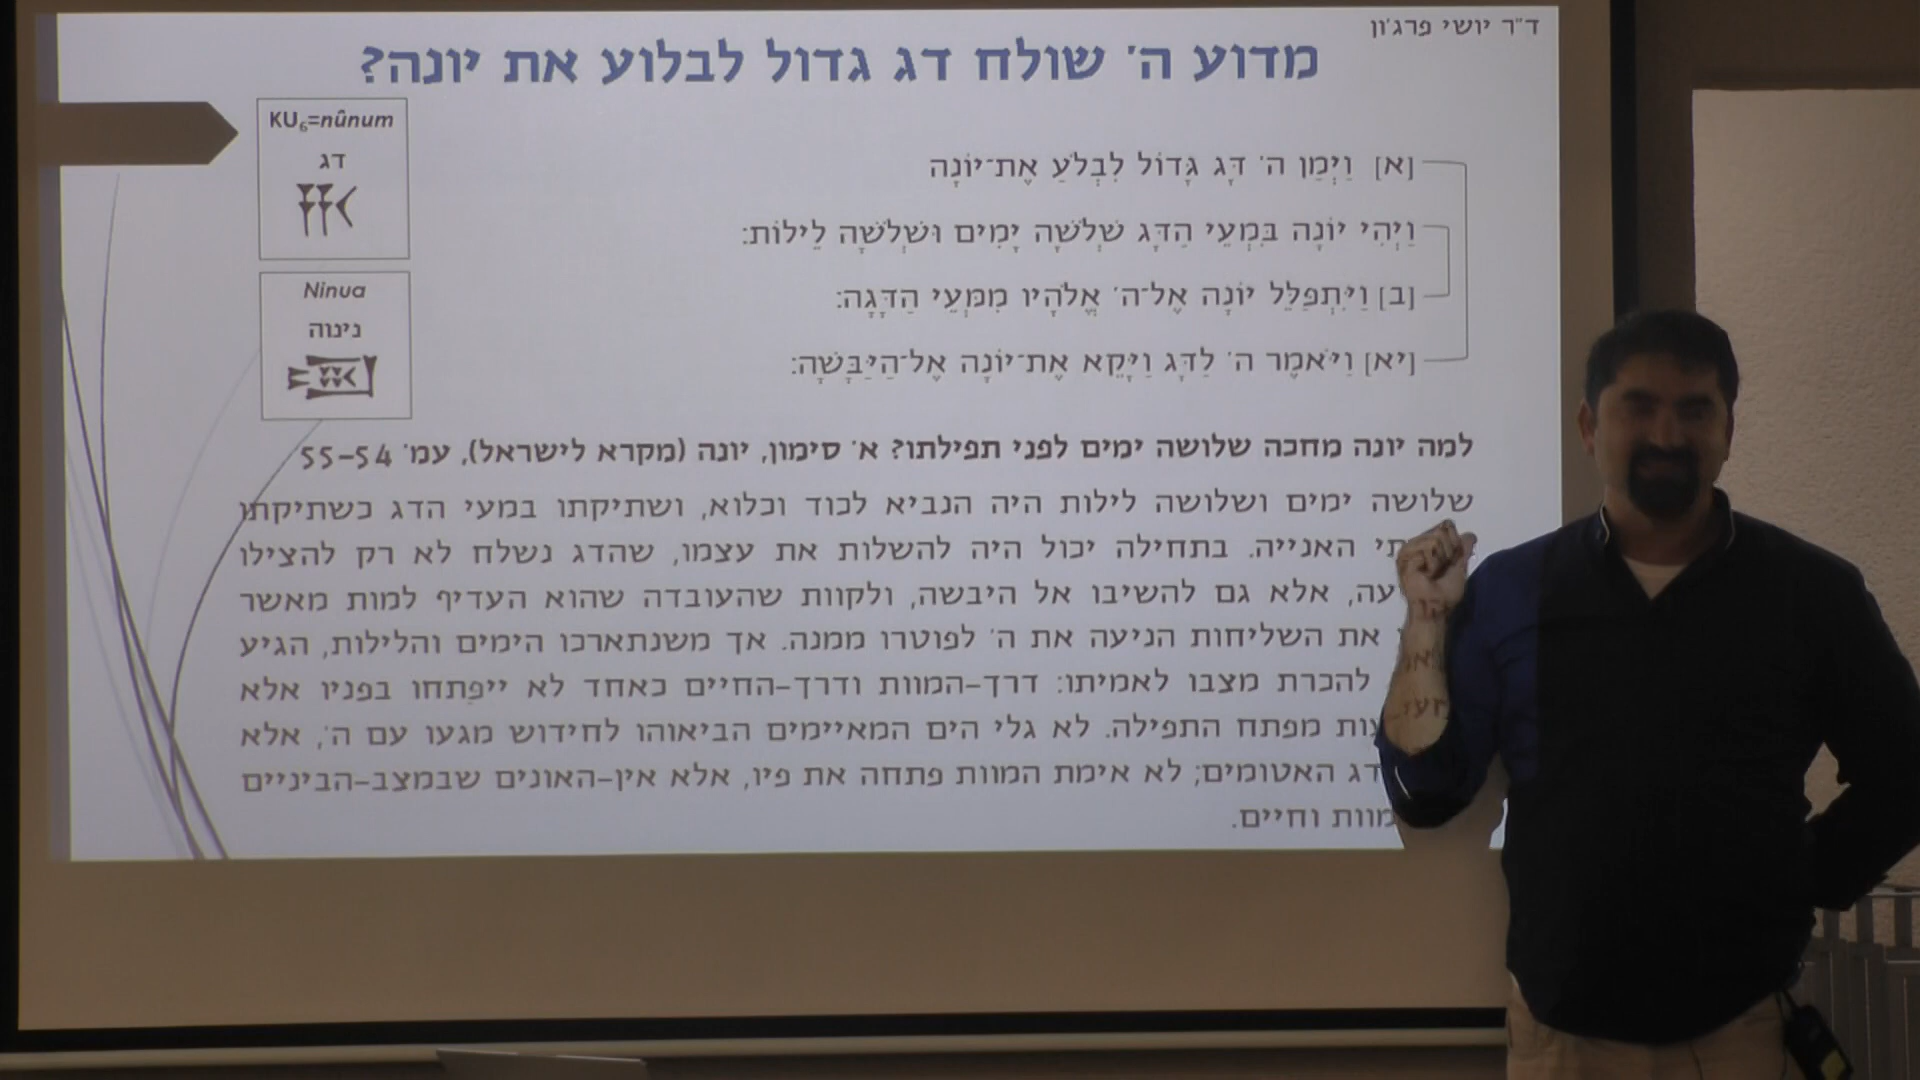 ד״ר יושי פרג׳ון
מדוע ה׳ שולח דג גדול לבלוע את יונה?
KU₆=nûnum
דג
Ninua
נינוה
[א] וַיְמַן ה׳ דָּג גָּדוֹל לִבְלֹעַ אֶת־יוֹנָה
וַיְהִי יוֹנָה בִּמְעֵי הַדָּג שְׁלֹשָׁה יָמִים וּשְׁלֹשָׁה לֵילוֹת:
[ב] וַיִּתְפַּלֵּל יוֹנָה אֶל־ה׳ אֱלֹהָיו מִמְּעֵי הַדָּגָה:
[יא] וַיֹּאמֶר ה׳ לַדָּג וַיָּקֵא אֶת־יוֹנָה אֶל־הַיַּבָּשָׁה:
למה יונה מחכה שלושה ימים לפני תפילתו? א׳ סימון, יונה (מקרא לישראל), עמ׳ 54–55
שלושה ימים ושלושה לילות היה הנביא לכוד וכלוא, ושתיקתו במעי הדג כשתיקתו
האנייה. בתחילה יכול היה להשלות את עצמו, שהדג נשלח לא רק להצילו
אלא גם להשיבו אל היבשה, ולקוות שהעובדה שהוא העדיף למות מאשר
את השליחות הניעה את ה׳ לפוטרו ממנה. אך משנתארכו הימים והלילות, הגיע
להכרת מצבו לאמיתו: דרך–המוות ודרך–החיים כאחד לא ייפתחו בפניו אלא
מפתח התפילה. לא גלי הים המאיימים הביאוהו לחידוש מגעו עם ה׳, אלא
דג האטומים; לא אימת המוות פתחה את פיו, אלא אין–האונים שבמצב–הביניים
מוות וחיים.